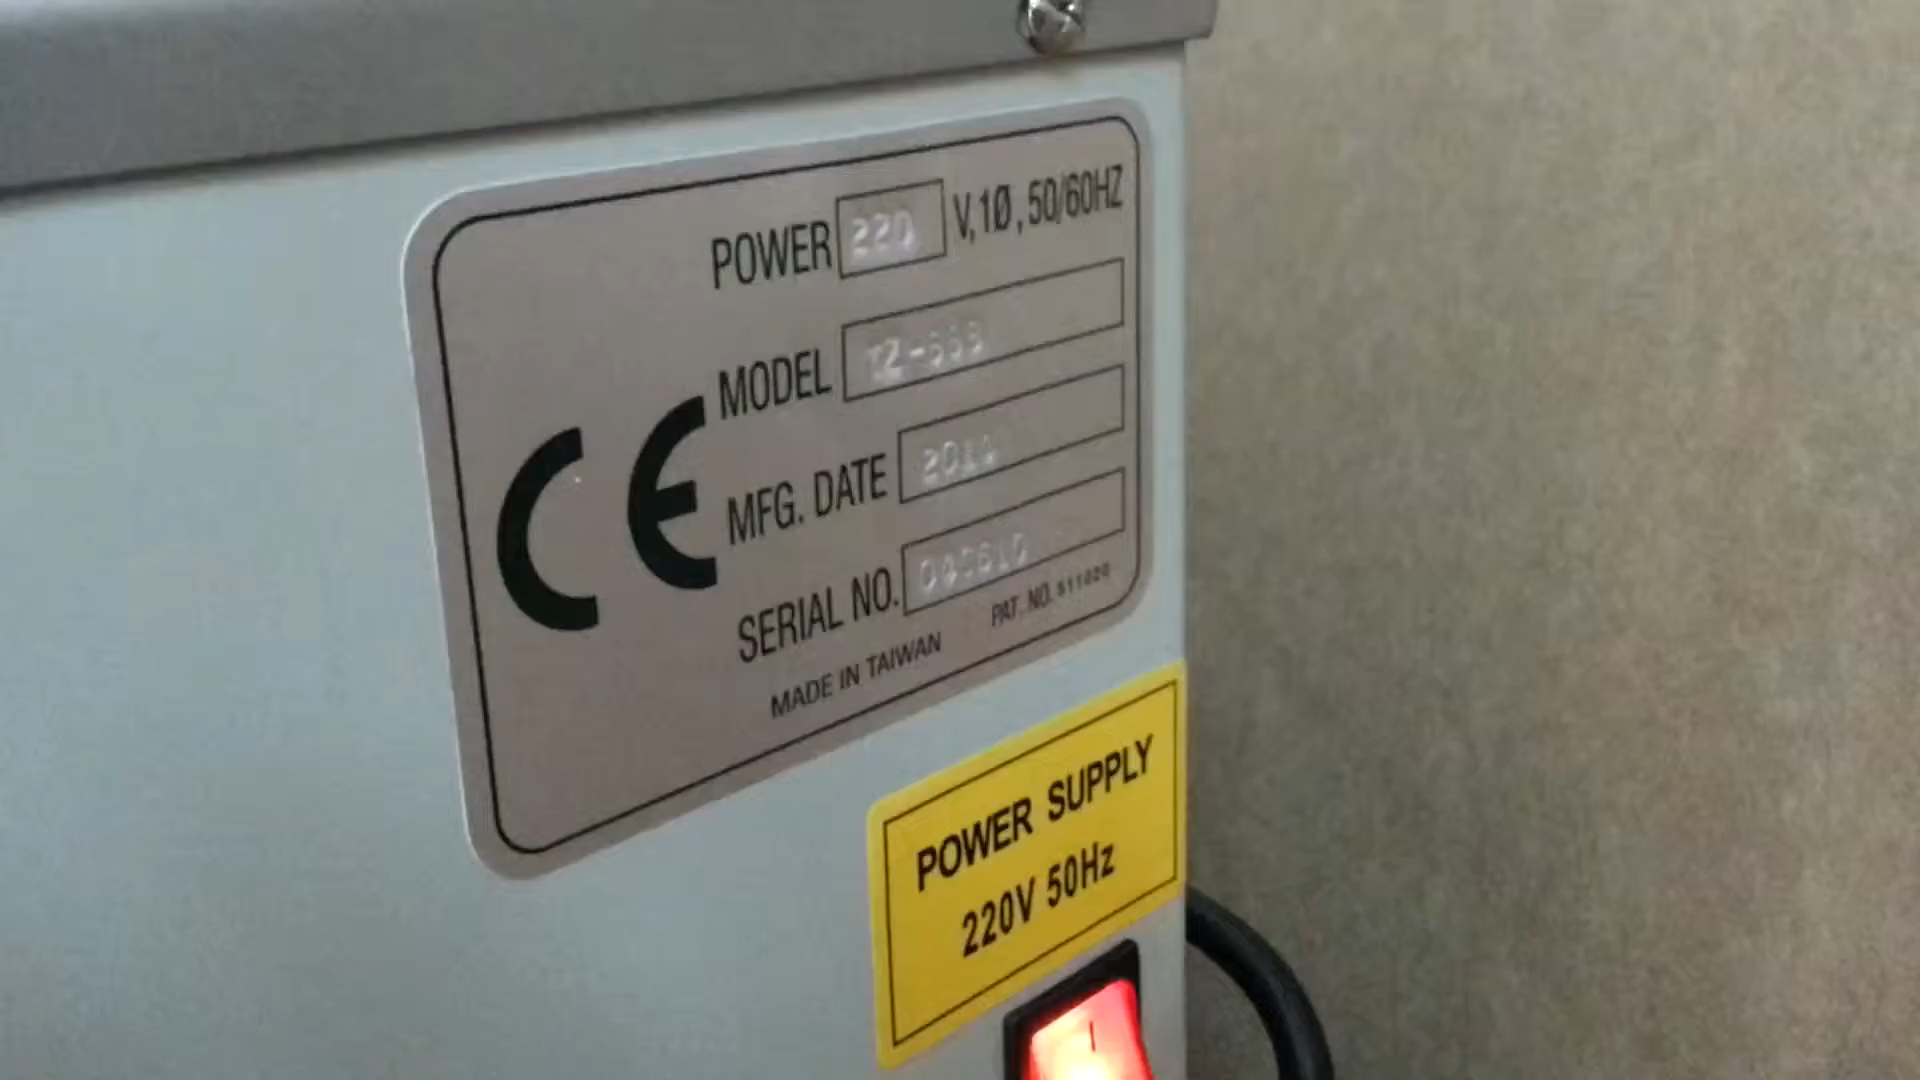 POWER 220 V, 1Ø, 50/60HZ
MODEL
CE
MFG. DATE
SERIAL NO.
MADE IN TAIWAN PAT. NO. 511020
POWER SUPPLY
220V 50Hz